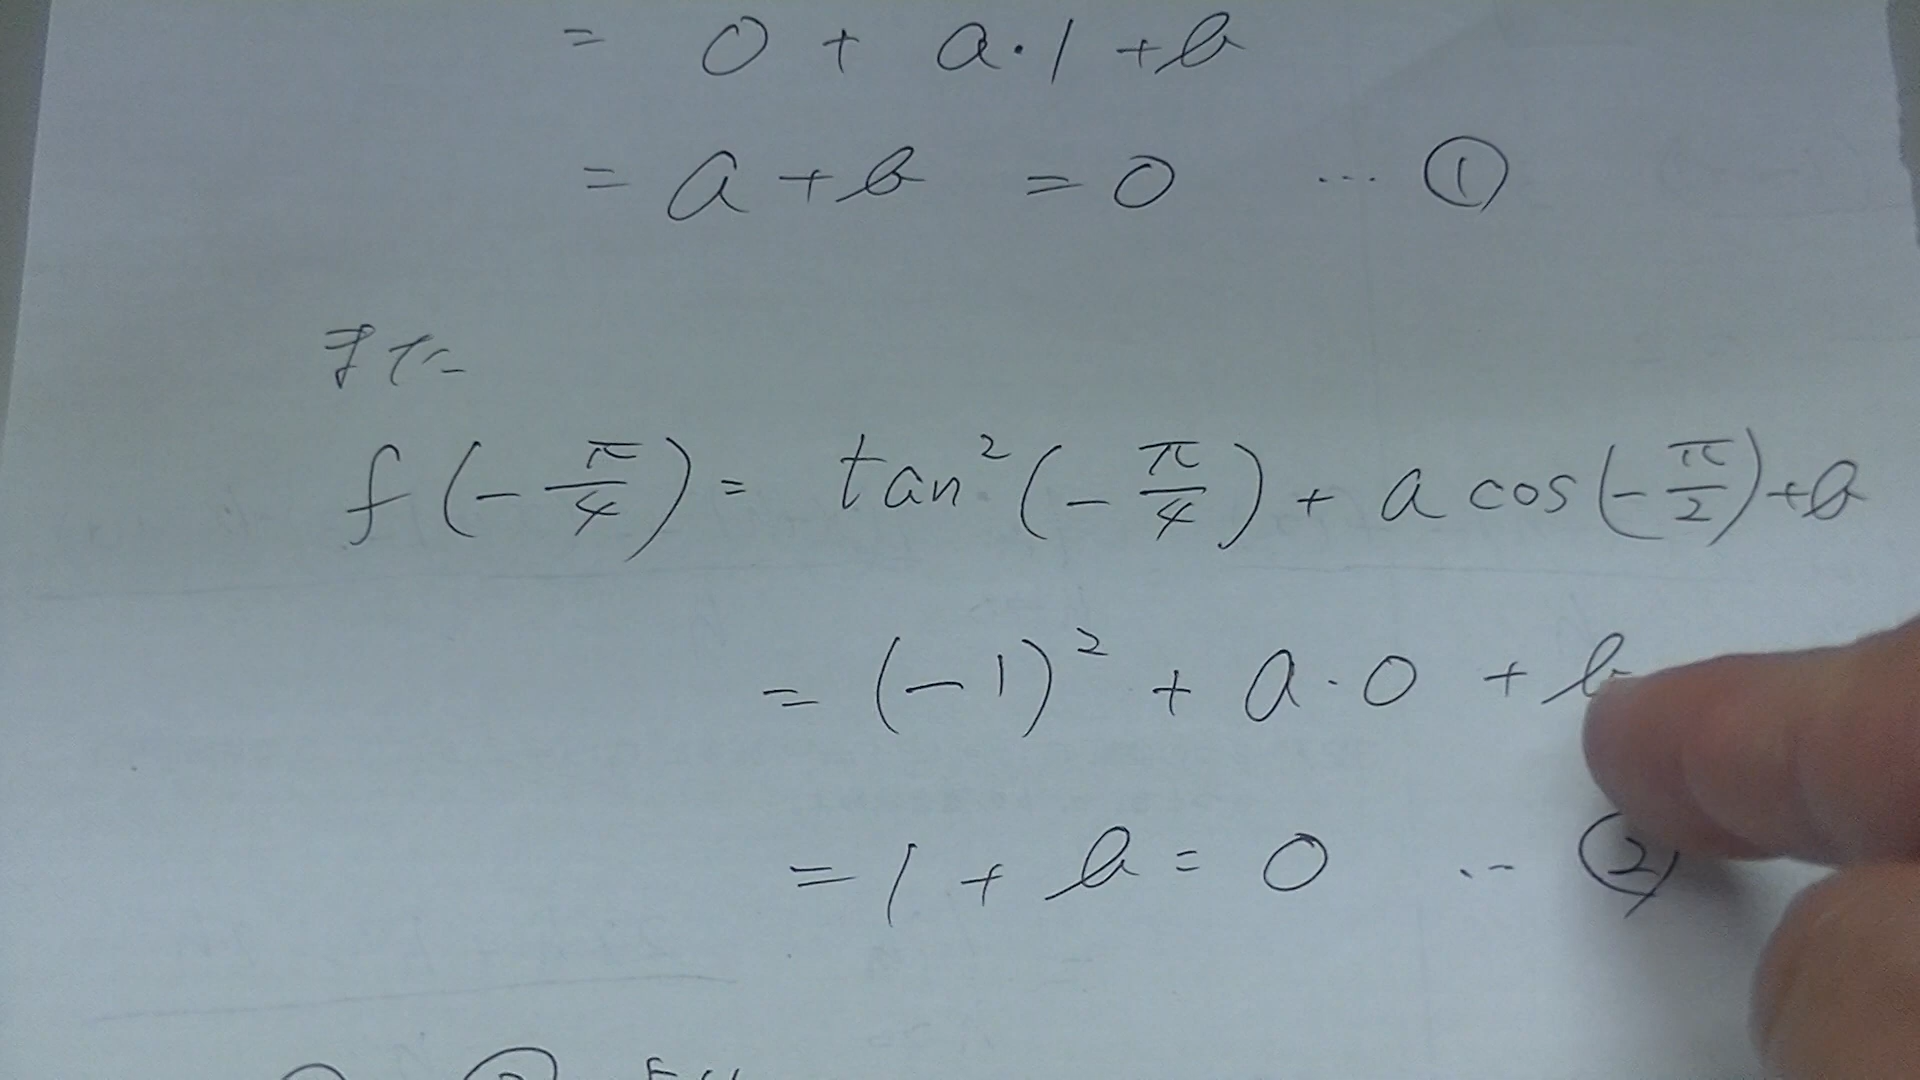 = 0 + a・1 + b
= a + b = 0 … ①
また
f(-π/4) = tan²(-π/4) + a cos(-π/2) + b
= (-1)² + a・0 + b
= 1 + b = 0 … ②